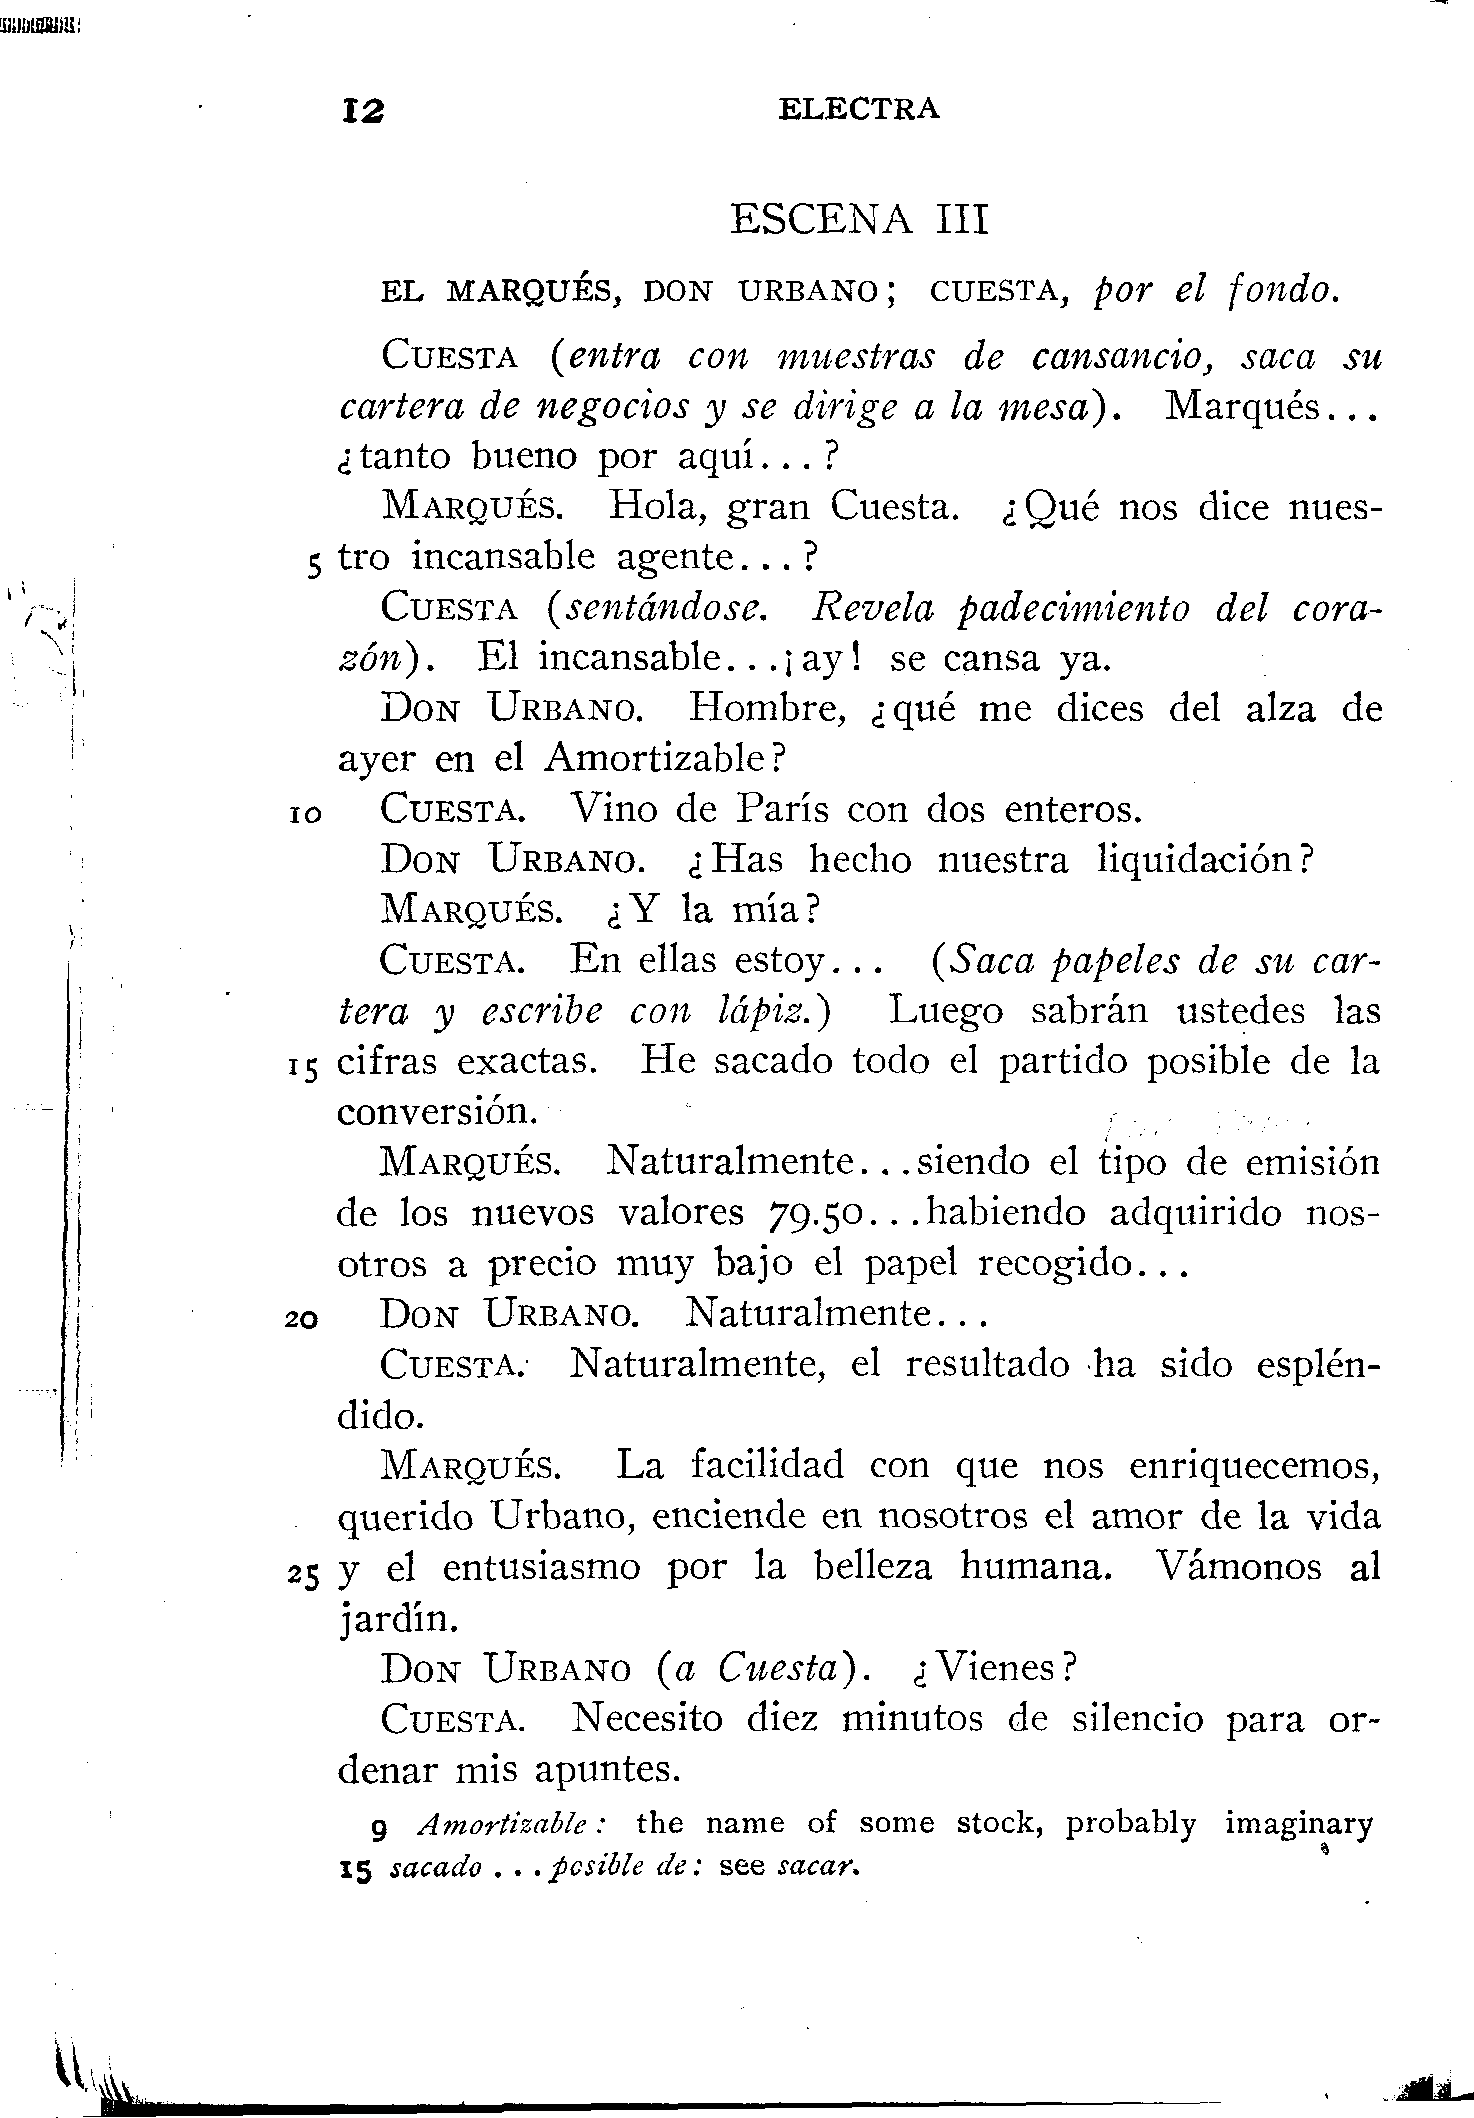 12 ELECTRA
ESCENA III
EL MARQUÉS, DON URBANO; CUESTA, por el fondo.
CUESTA (entra con muestras de cansancio, saca su
cartera de negocios y se dirige a la mesa). Marqués...
¿tanto bueno por aquí...?
MARQUÉS. Hola, gran Cuesta. ¿Qué nos dice nues-
5 tro incansable agente...?
CUESTA (sentándose. Revela padecimiento del cora-
zón). El incansable...¡ay! se cansa ya.
DON URBANO. Hombre, ¿qué me dices del alza de
ayer en el Amortizable?
10 CUESTA. Vino de París con dos enteros.
DON URBANO. ¿Has hecho nuestra liquidación?
MARQUÉS. ¿Y la mía?
CUESTA. En ellas estoy... (Saca papeles de su car-
tera y escribe con lápiz.) Luego sabrán ustedes las
15 cifras exactas. He sacado todo el partido posible de la
conversión.
MARQUÉS. Naturalmente...siendo el tipo de emisión
de los nuevos valores 79.50...habiendo adquirido nos-
otros a precio muy bajo el papel recogido...
20 DON URBANO. Naturalmente...
CUESTA. Naturalmente, el resultado ha sido esplén-
dido.
MARQUÉS. La facilidad con que nos enriquecemos,
querido Urbano, enciende en nosotros el amor de la vida
25 y el entusiasmo por la belleza humana. Vámonos al
jardín.
DON URBANO (a Cuesta). ¿Vienes?
CUESTA. Necesito diez minutos de silencio para or-
denar mis apuntes.
9 Amortizable: the name of some stock, probably imaginary
15 sacado...posible de: see sacar.